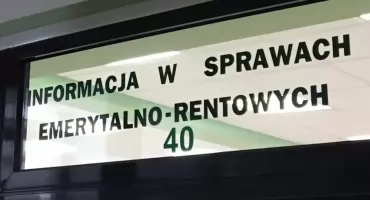 INFORMACJA W SPRAWACH
EMERYTALNO-RENTOWYCH
40